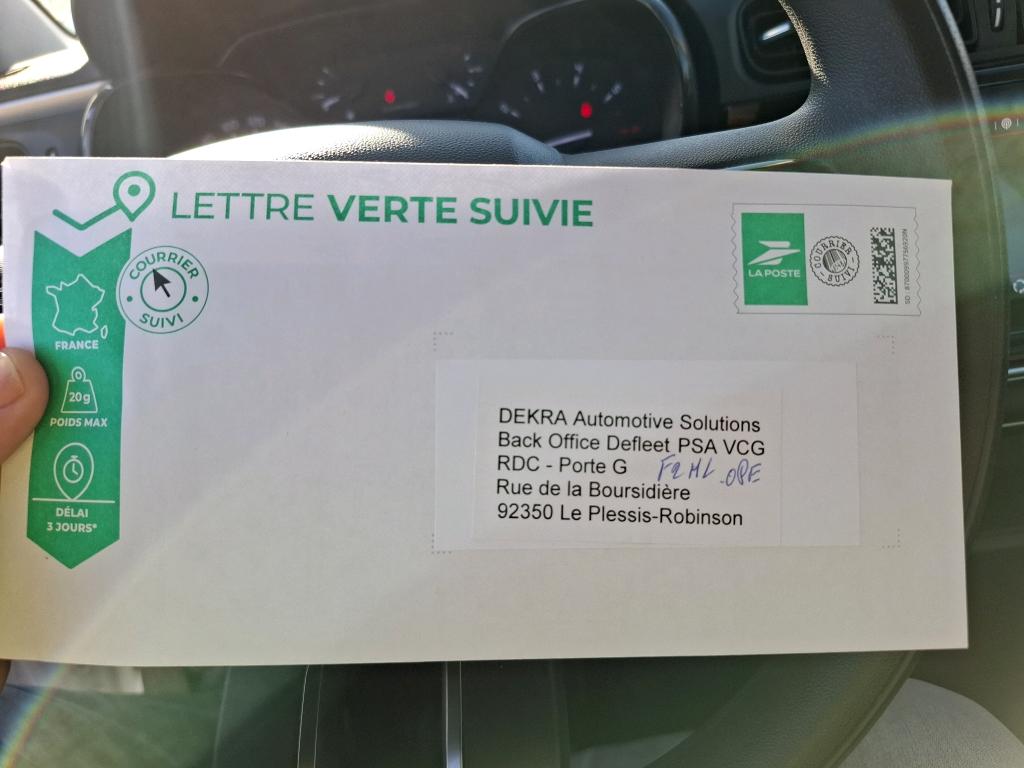 LETTRE VERTE SUIVIE
COURRIER
SUIVI
FRANCE
20g
POIDS MAX
DÉLAI
3 JOURS*
LA POSTE
COURRIER
SUIVI
DEKRA Automotive Solutions
Back Office Defleet PSA VCG
RDC - Porte G
Rue de la Boursidière
92350 Le Plessis-Robinson